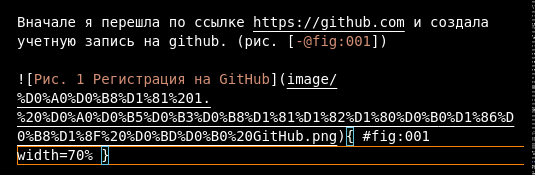 Вначале я перешла по ссылке https://github.com и создала
учетную запись на github. (рис. [-@fig:001])
![Рис. 1 Регистрация на GitHub](image/
%D0%A0%D0%B8%D1%81%201.
%20%D0%A0%D0%B5%D0%B3%D0%B8%D1%81%D1%82%D1%80%D0%B0%D1%86%D
0%B8%D1%8F%20%D0%BD%D0%B0%20GitHub.png){ #fig:001
width=70% }